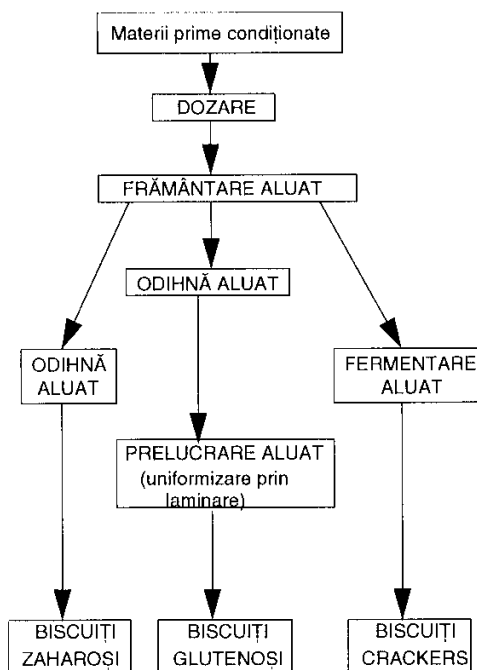 Materii prime condiționate
DOZARE
FRĂMÂNTARE ALUAT
ODIHNĂ ALUAT
ODIHNĂ
ALUAT
FERMENTARE
ALUAT
PRELUCRARE ALUAT
(uniformizare prin
laminare)
BISCUIȚI
ZAHAROȘI
BISCUIȚI
GLUTENOȘI
BISCUIȚI
CRACKERS